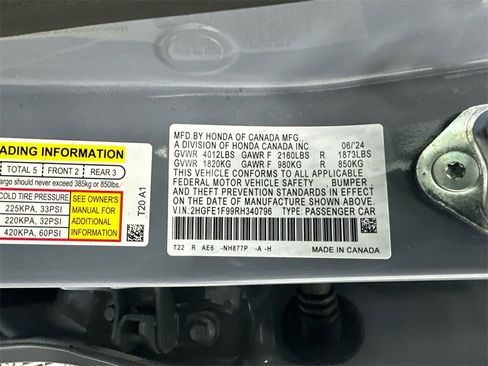 ADING INFORMATION
TOTAL 5 FRONT 2 REAR 3
argo should never exceed 385kg or 850lbs.
COLD TIRE PRESSURE
225KPA, 33PSI
220KPA, 32PSI
420KPA, 60PSI
SEE OWNER'S
MANUAL FOR
ADDITIONAL
INFORMATION
T20 A1
MFD.BY HONDA OF CANADA MFG.,
A DIVISION OF HONDA CANADA INC. 06/'24
GVWR 4012LBS GAWR F 2160LBS R 1873LBS
GVWR 1820KG GAWR F 980KG R 850KG
THIS VEHICLE CONFORMS TO ALL APPLICABLE
FEDERAL MOTOR VEHICLE SAFETY , BUMPER ,
AND THEFT PREVENTION STANDARDS IN EFFECT
ON THE DATE OF MANUFACTURE SHOWN ABOVE.
V.I.N.:2HGFE1F99RH340796 TYPE:PASSENGER CAR
T22 R AE6 -NH877P -A -H MADE IN CANADA